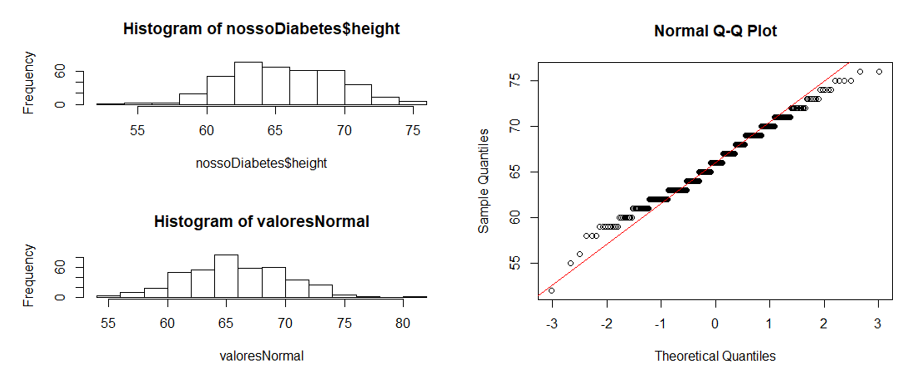 Histogram of nossoDiabetes$height
Frequency
0 60
55 60 65 70 75
nossoDiabetes$height
Histogram of valoresNormal
Frequency
0 60
55 60 65 70 75 80
valoresNormal
Normal Q-Q Plot
Sample Quantiles
55 60 65 70 75
-3 -2 -1 0 1 2 3
Theoretical Quantiles